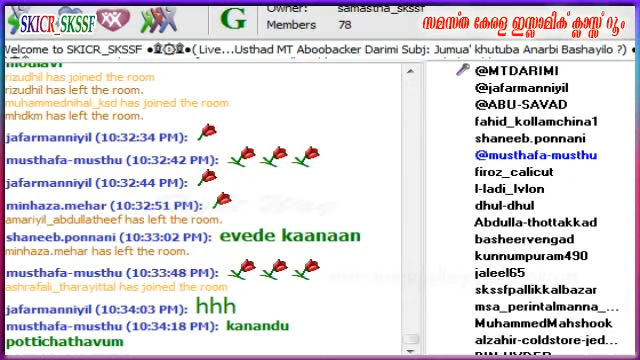 SKICR_SKSSF
G
Owner: samastha_skssf
Members 78
സമസ്ത കേരള ഇസ്ലാമിക് ക്ലാസ്സ് റൂം
Welcome to SKICR_SKSSF ( Live...Usthad MT Aboobacker Darimi Subj: Jumua' khutuba Anarbi Bashayilo ?)
moulavi
rizudhil has joined the room
rizudhil has left the room.
muhammednihal_ksd has joined the room
mhdkm has left the room.
jafarmanniyil (10:32:34 PM):
musthafa-musthu (10:32:42 PM):
jafarmanniyil (10:32:44 PM):
minhaza.mehar (10:32:51 PM):
amariyil_abdullatheef has left the room.
shaneeb.ponnani (10:33:02 PM): evede kaanaan
minhaza.mehar has left the room.
musthafa-musthu (10:33:48 PM):
ashrafali_tharayittal has joined the room
jafarmanniyil (10:34:03 PM): hhh
musthafa-musthu (10:34:18 PM): kanandu
pottichathavum
@MTDARIMI
@jafarmanniyil
@ABU-SAVAD
fahid_kollamchina1
shaneeb.ponnani
@musthafa-musthu
firoz_calicut
I-ladi_lvlon
dhul-dhul
Abdulla-thottakkad
basheervengad
kunnumpuram490
jaleel65
skssfpallikkalbazar
msa_perintalmanna_...
MuhammedMahshook
alzahir-coldstore-jed...
BIN-HYDER